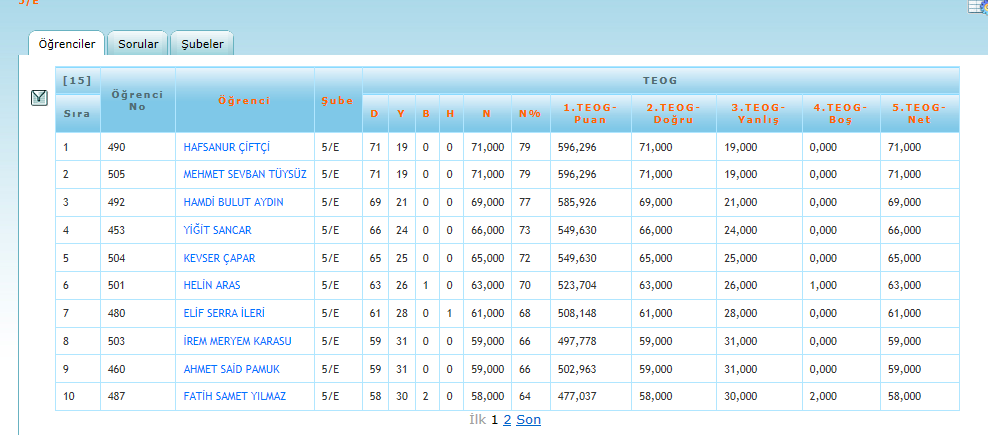 5/E
Öğrenciler Sorular Şubeler
[15] Öğrenci No Öğrenci Şube TEOG
Sıra D Y B H N N% 1.TEOG-Puan 2.TEOG-Doğru 3.TEOG-Yanlış 4.TEOG-Boş 5.TEOG-Net
1 490 HAFSANUR ÇİFTÇİ 5/E 71 19 0 0 71,000 79 596,296 71,000 19,000 0,000 71,000
2 505 MEHMET SEVBAN TÜYSÜZ 5/E 71 19 0 0 71,000 79 596,296 71,000 19,000 0,000 71,000
3 492 HAMDİ BULUT AYDIN 5/E 69 21 0 0 69,000 77 585,926 69,000 21,000 0,000 69,000
4 453 YİĞİT SANCAR 5/E 66 24 0 0 66,000 73 549,630 66,000 24,000 0,000 66,000
5 504 KEVSER ÇAPAR 5/E 65 25 0 0 65,000 72 549,630 65,000 25,000 0,000 65,000
6 501 HELİN ARAS 5/E 63 26 1 0 63,000 70 523,704 63,000 26,000 1,000 63,000
7 480 ELİF SERRA İLERİ 5/E 61 28 0 1 61,000 68 508,148 61,000 28,000 0,000 61,000
8 503 İREM MERYEM KARASU 5/E 59 31 0 0 59,000 66 497,778 59,000 31,000 0,000 59,000
9 460 AHMET SAİD PAMUK 5/E 59 31 0 0 59,000 66 502,963 59,000 31,000 0,000 59,000
10 487 FATİH SAMET YILMAZ 5/E 58 30 2 0 58,000 64 477,037 58,000 30,000 2,000 58,000
İlk 1 2 Son